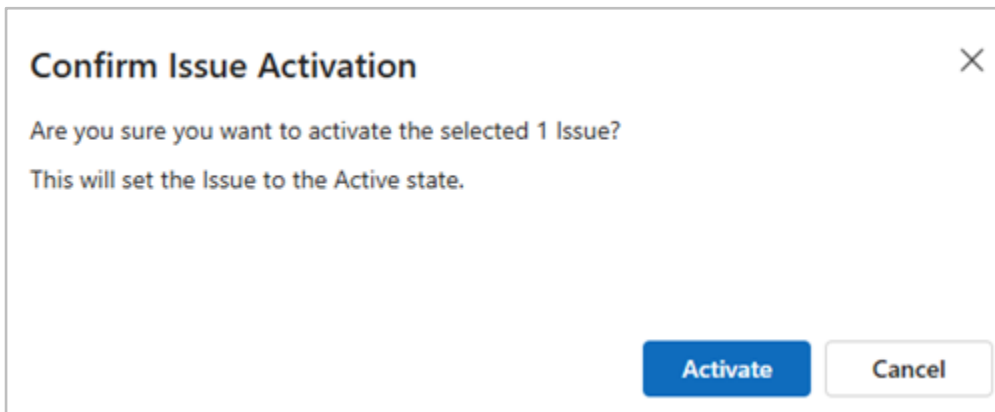 Confirm Issue Activation
Are you sure you want to activate the selected 1 Issue?
This will set the Issue to the Active state.
Activate
Cancel